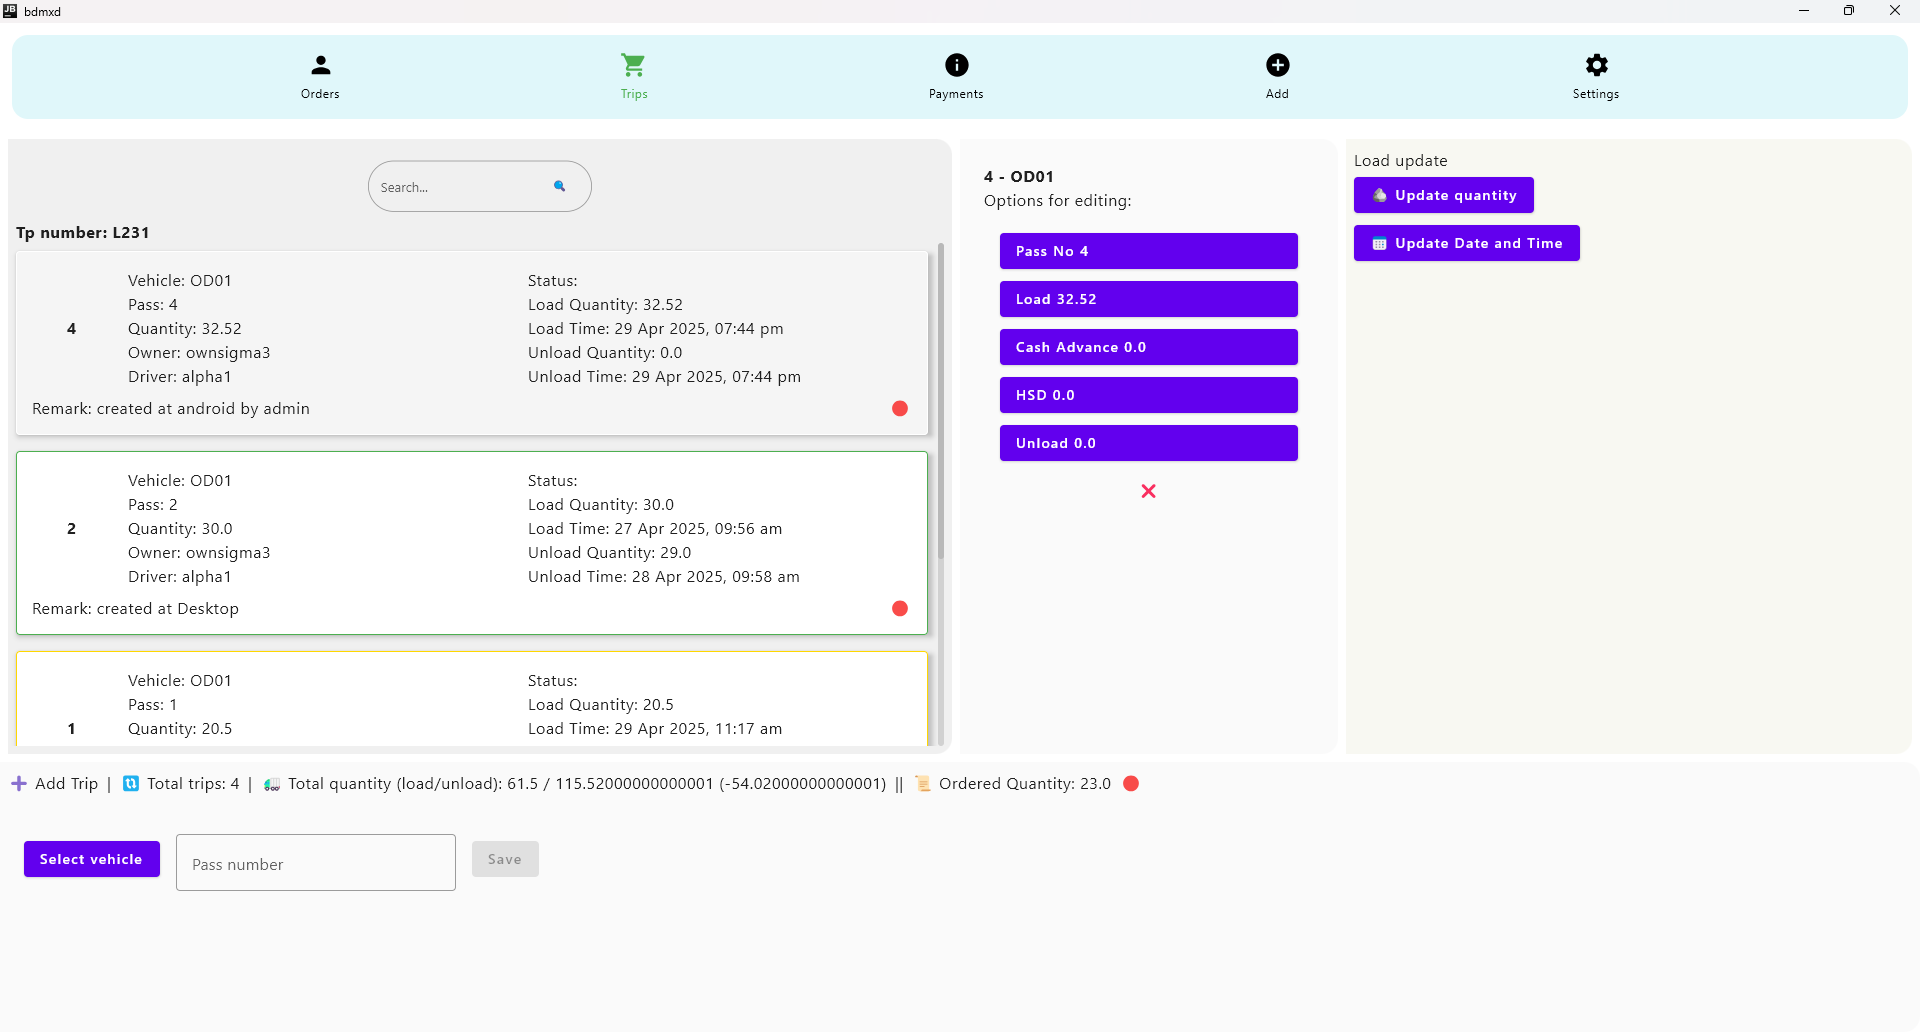 bdmxd
Orders
Trips
Payments
Add
Settings
Search...
Tp number: L231
4
Vehicle: OD01
Pass: 4
Quantity: 32.52
Owner: ownsigma3
Driver: alpha1
Status:
Load Quantity: 32.52
Load Time: 29 Apr 2025, 07:44 pm
Unload Quantity: 0.0
Unload Time: 29 Apr 2025, 07:44 pm
Remark: created at android by admin
2
Vehicle: OD01
Pass: 2
Quantity: 30.0
Owner: ownsigma3
Driver: alpha1
Status:
Load Quantity: 30.0
Load Time: 27 Apr 2025, 09:56 am
Unload Quantity: 29.0
Unload Time: 28 Apr 2025, 09:58 am
Remark: created at Desktop
1
Vehicle: OD01
Pass: 1
Quantity: 20.5
Status:
Load Quantity: 20.5
Load Time: 29 Apr 2025, 11:17 am
4 - OD01
Options for editing:
Pass No 4
Load 32.52
Cash Advance 0.0
HSD 0.0
Unload 0.0
Load update
Update quantity
Update Date and Time
Add Trip | Total trips: 4 | Total quantity (load/unload): 61.5 / 115.52000000000001 (-54.02000000000001) || Ordered Quantity: 23.0
Select vehicle
Pass number
Save